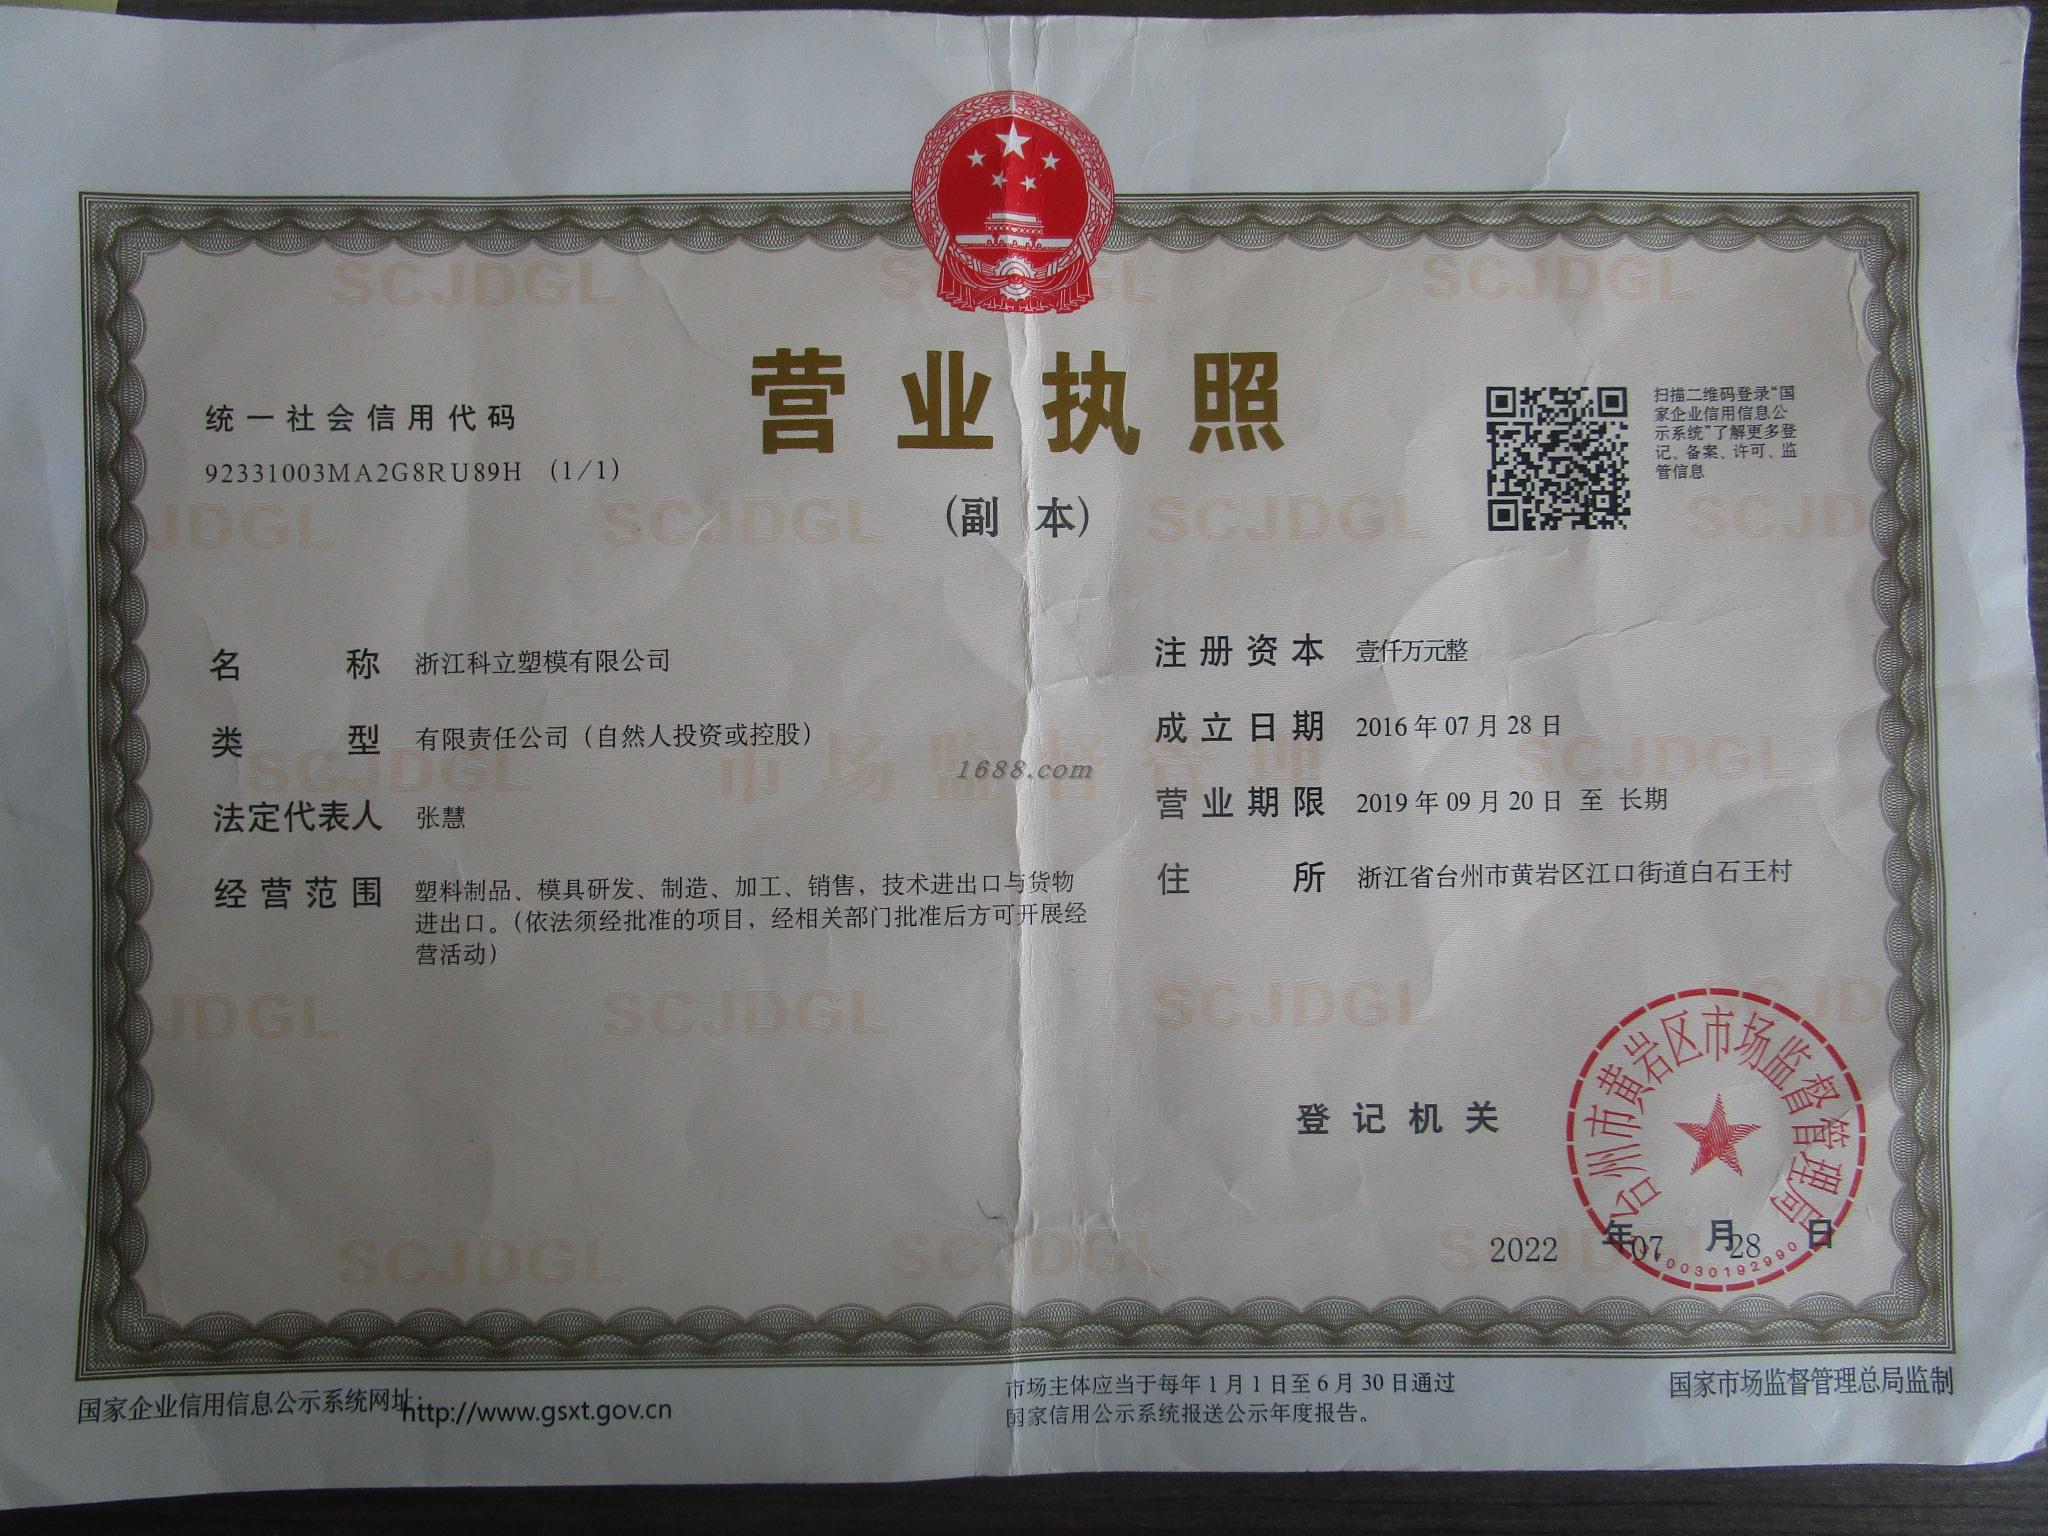 营业执照
(副 本)
统一社会信用代码
92331003MA2G8RU89H (1/1)
扫描二维码登录“国
家企业信用信息公
示系统”了解更多登
记、备案、许可、监
管信息
名称 浙江科立塑模有限公司
类型 有限责任公司（自然人投资或控股）
法定代表人 张慧
经营范围 塑料制品、模具研发、制造、加工、销售，技术进出口与货物
进出口。（依法须经批准的项目，经相关部门批准后方可开展经
营活动）
注册资本 壹仟万元整
成立日期 2016年07月28日
营业期限 2019年09月20日 至 长期
住所 浙江省台州市黄岩区江口街道白石王村
市场监督管理
1688.com
SCJDGL
登记机关
台州市黄岩区市场监督管理局
2022 年 07 月 28 日
国家企业信用信息公示系统网址：http://www.gsxt.gov.cn
市场主体应当于每年1月1日至6月30日通过
国家信用公示系统报送公示年度报告。
国家市场监督管理总局监制